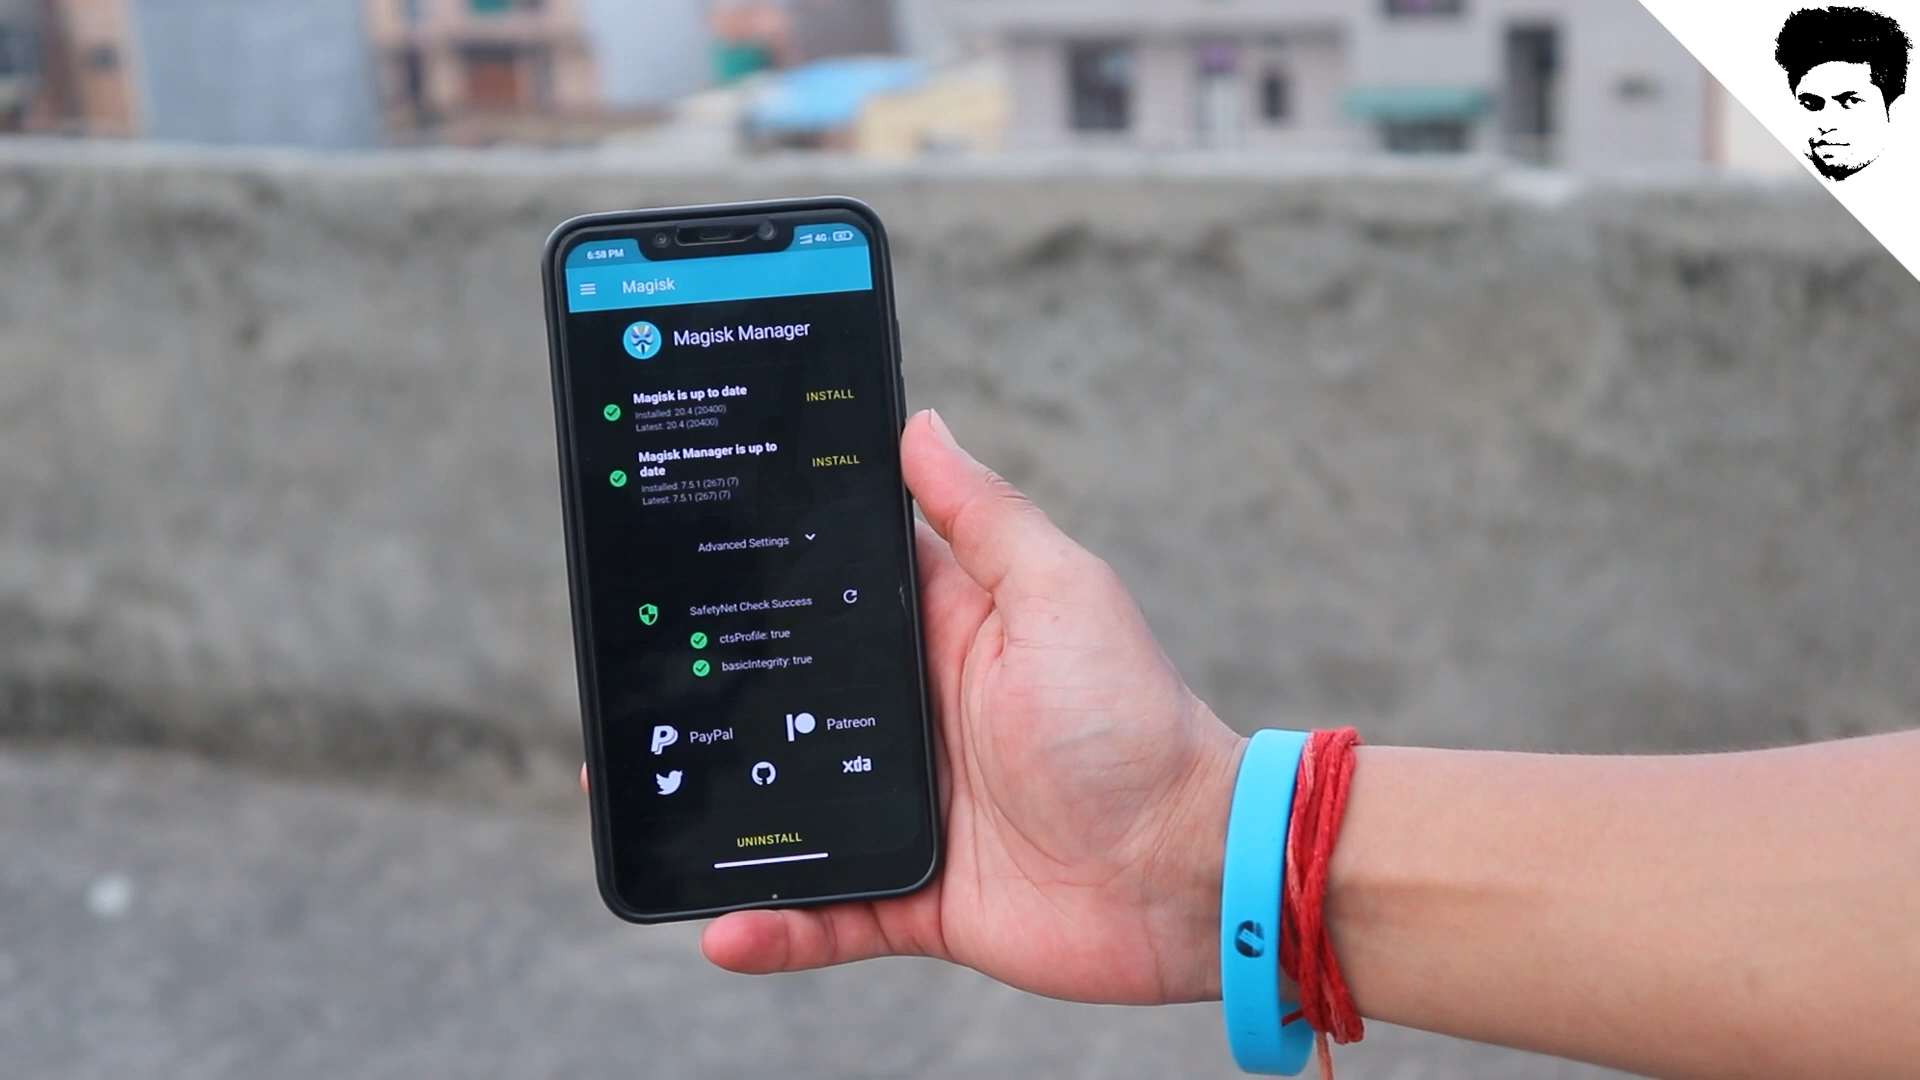 6:58 PM
4G
Magisk
Magisk Manager
Magisk is up to date
Installed: 20.4 (20400)
Latest: 20.4 (20400)
INSTALL
Magisk Manager is up to
date
Installed: 7.5.1 (267) (7)
Latest: 7.5.1 (267) (7)
INSTALL
Advanced Settings
SafetyNet Check Success
ctsProfile: true
basicIntegrity: true
PayPal
Patreon
xda
UNINSTALL